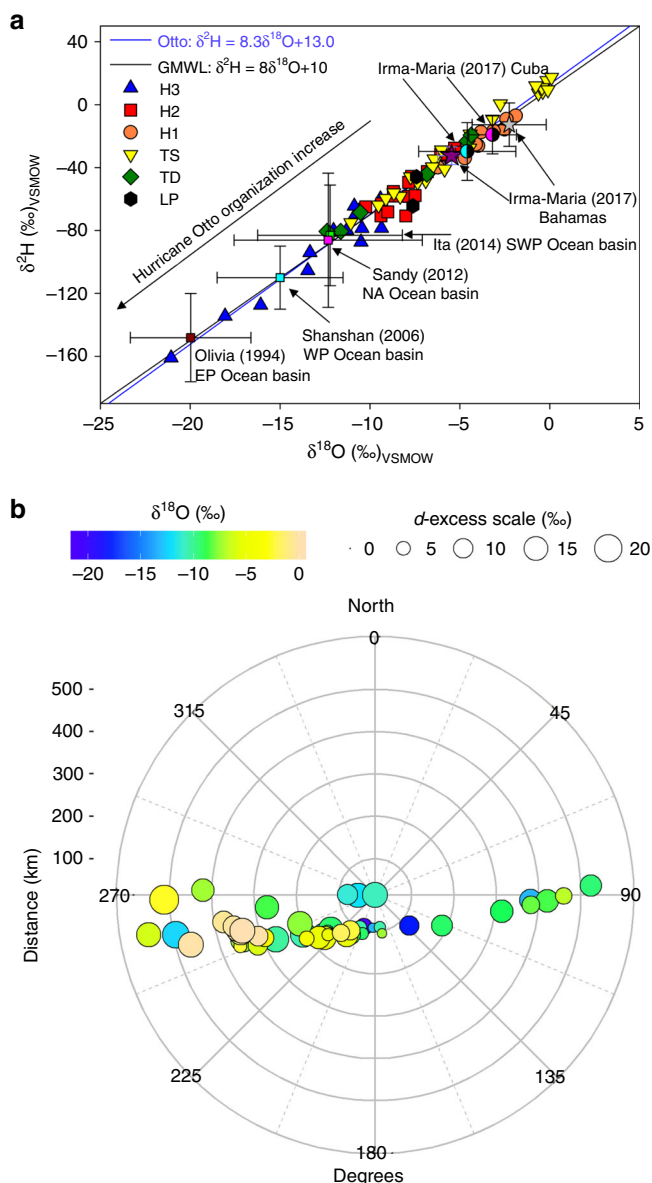 a
Otto: δ²H = 8.3δ¹⁸O+13.0
GMWL: δ²H = 8δ¹⁸O+10
H3
H2
H1
TS
TD
LP
Irma-Maria (2017) Cuba
Irma-Maria (2017)
Bahamas
Ita (2014) SWP Ocean basin
Sandy (2012)
NA Ocean basin
Shanshan (2006)
WP Ocean basin
Olivia (1994)
EP Ocean basin
Hurricane Otto organization increase
40
0
−40
−80
−120
−160
δ²H (‰)VSMOW
−25 −20 −15 −10 −5 0 5
δ¹⁸O (‰)VSMOW
b
δ¹⁸O (‰)
−20 −15 −10 −5 0
d-excess scale (‰)
0 5 10 15 20
North
0
45
90
135
180
225
270
315
500 -
400 -
300 -
200 -
100 -
Distance (km)
Degrees